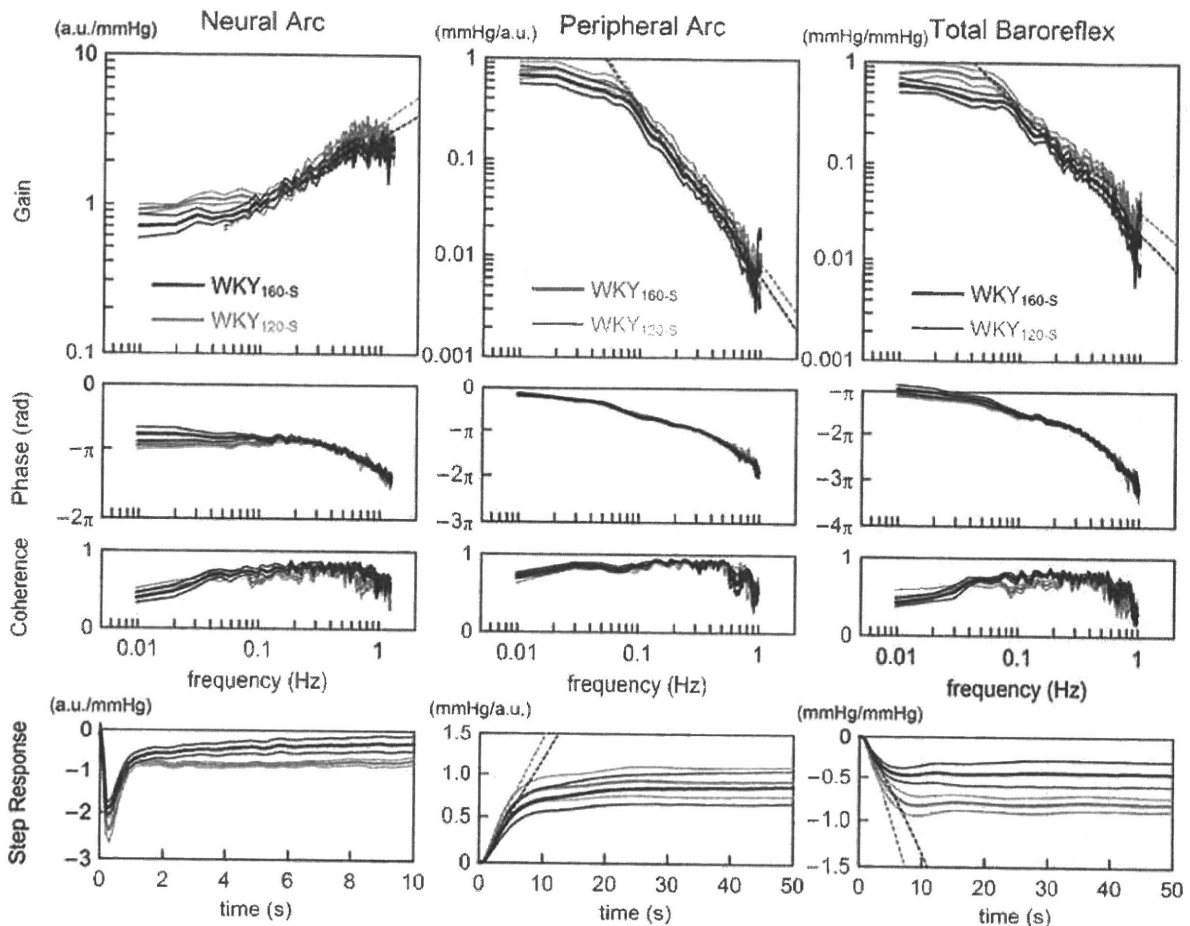 Neural Arc
(a.u./mmHg)
10
1
0.1
Gain
WKY160-S
WKY120-S
Peripheral Arc
(mmHg/a.u.)
1
0.1
0.01
0.001
WKY160-S
WKY120-S
Total Baroreflex
(mmHg/mmHg)
1
0.1
0.01
0.001
WKY160-S
WKY120-S
Phase (rad)
0
−π
−2π
0
−π
−2π
−3π
−π
−2π
−3π
−4π
Coherence
1
0
0.01
0.1
1
frequency (Hz)
1
0
0.01
0.1
1
frequency (Hz)
1
0
0.01
0.1
1
frequency (Hz)
Step Response
(a.u./mmHg)
0
−1
−2
−3
0 2 4 6 8 10
time (s)
(mmHg/a.u.)
1.5
1.0
0.5
0
0 10 20 30 40 50
time (s)
(mmHg/mmHg)
0
−0.5
−1.0
−1.5
0 10 20 30 40 50
time (s)